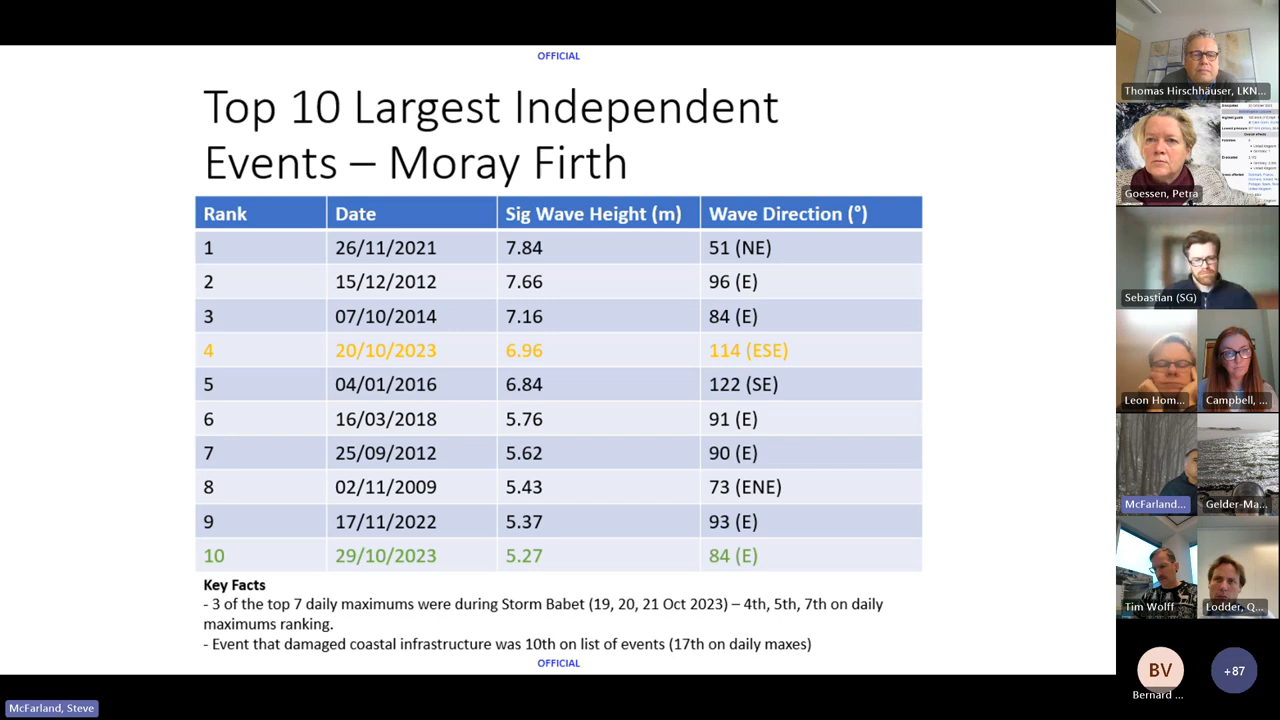 OFFICIAL
Top 10 Largest Independent
Events – Moray Firth
Rank Date Sig Wave Height (m) Wave Direction (°)
1 26/11/2021 7.84 51 (NE)
2 15/12/2012 7.66 96 (E)
3 07/10/2014 7.16 84 (E)
4 20/10/2023 6.96 114 (ESE)
5 04/01/2016 6.84 122 (SE)
6 16/03/2018 5.76 91 (E)
7 25/09/2012 5.62 90 (E)
8 02/11/2009 5.43 73 (ENE)
9 17/11/2022 5.37 93 (E)
10 29/10/2023 5.27 84 (E)
Key Facts
- 3 of the top 7 daily maximums were during Storm Babet (19, 20, 21 Oct 2023) – 4th, 5th, 7th on daily
maximums ranking.
- Event that damaged coastal infrastructure was 10th on list of events (17th on daily maxes)
OFFICIAL
McFarland, Steve
Thomas Hirschhäuser, LKN...
Goessen, Petra
Sebastian (SG)
Leon Hom...
Campbell, ...
McFarland...
Gelder-Ma...
Tim Wolff
Lodder, Q...
BV
Bernard ...
+87